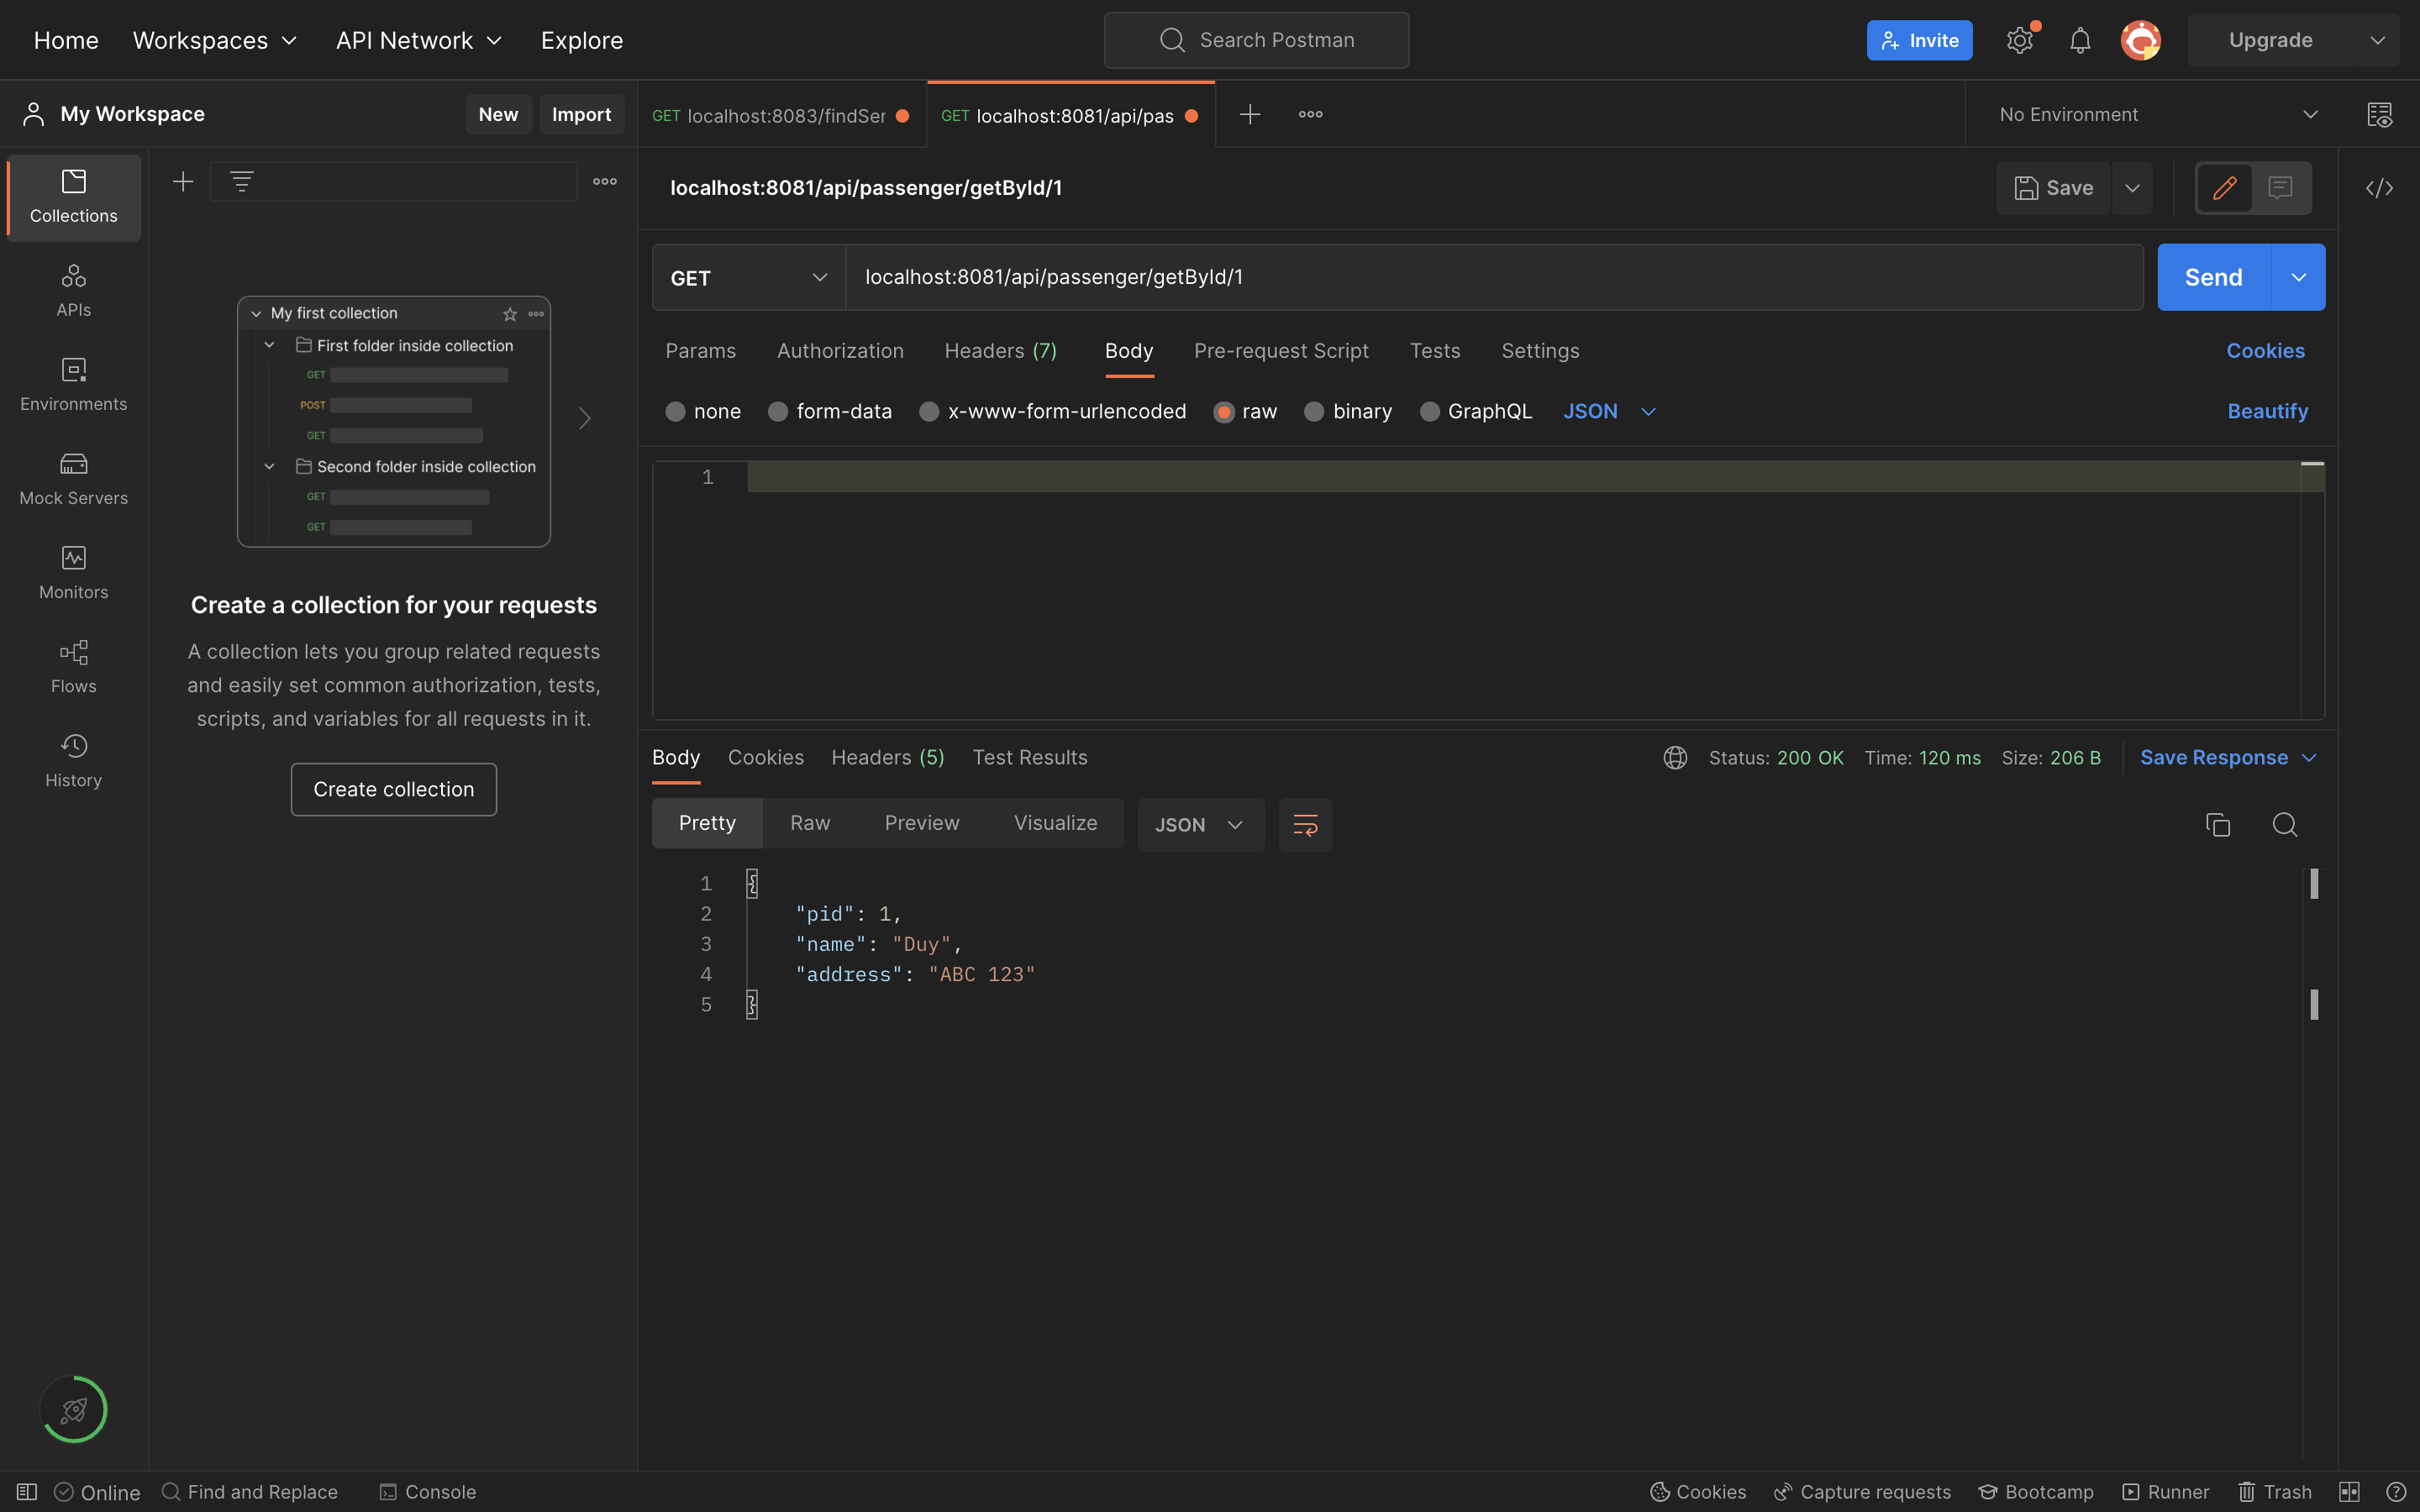 Home Workspaces API Network Explore Search Postman Invite Upgrade
My Workspace New Import
GET localhost:8083/findSer GET localhost:8081/api/pas No Environment
Collections
APIs
Environments
Mock Servers
Monitors
Flows
History
My first collection
First folder inside collection
GET
POST
GET
Second folder inside collection
GET
GET
Create a collection for your requests
A collection lets you group related requests
and easily set common authorization, tests,
scripts, and variables for all requests in it.
Create collection
localhost:8081/api/passenger/getById/1 Save
GET localhost:8081/api/passenger/getById/1 Send
Params Authorization Headers (7) Body Pre-request Script Tests Settings Cookies
none form-data x-www-form-urlencoded raw binary GraphQL JSON Beautify
1
Body Cookies Headers (5) Test Results Status: 200 OK Time: 120 ms Size: 206 B Save Response
Pretty Raw Preview Visualize JSON
1 {
2 "pid": 1,
3 "name": "Duy",
4 "address": "ABC 123"
5 }
Online Find and Replace Console Cookies Capture requests Bootcamp Runner Trash